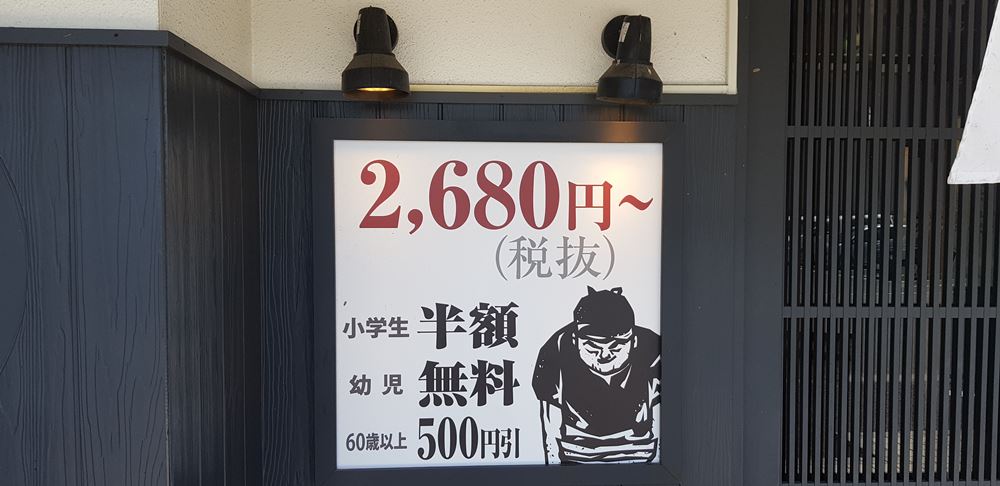 2,680円~
(税抜)
小学生 半額
幼児 無料
60歳以上 500円引